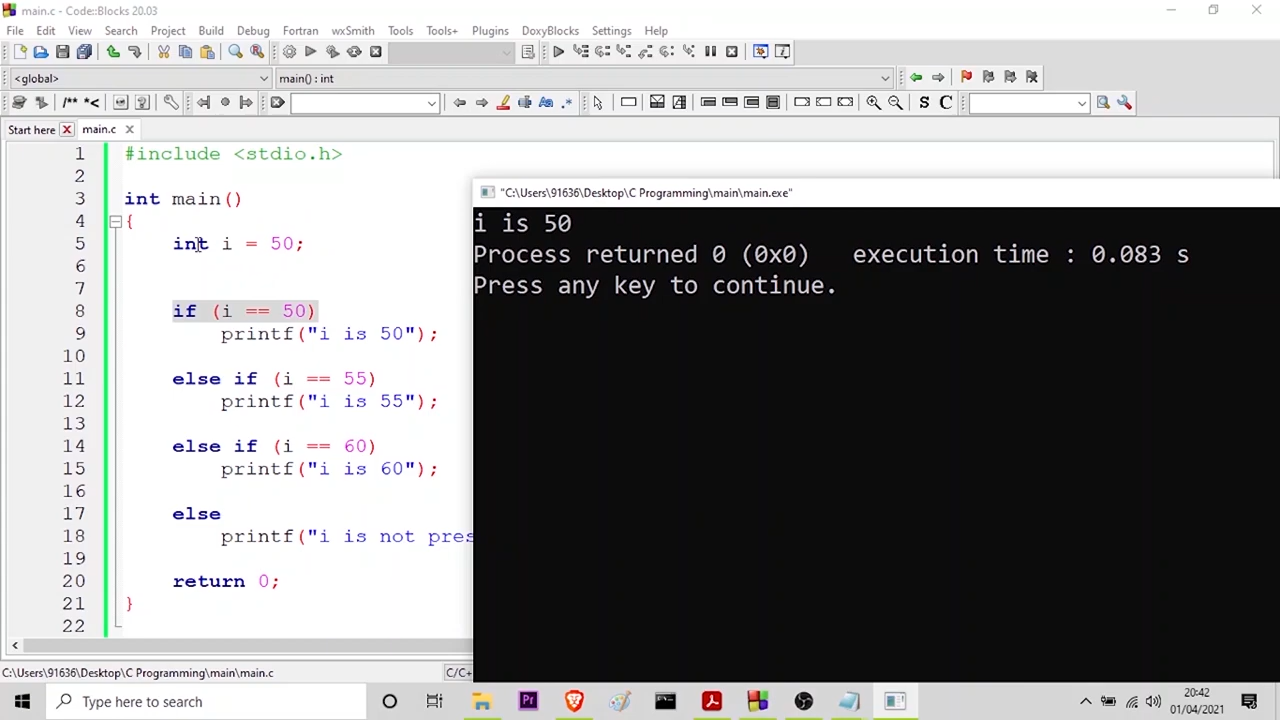 main.c - Code::Blocks 20.03
File Edit View Search Project Build Debug Fortran wxSmith Tools Tools+ Plugins DoxyBlocks Settings Help
<global> main() : int
/** *< S C
Start here main.c
1 #include <stdio.h>
2
3 int main()
4 {
5 int i = 50;
6
7
8 if (i == 50)
9 printf("i is 50");
10
11 else if (i == 55)
12 printf("i is 55");
13
14 else if (i == 60)
15 printf("i is 60");
16
17 else
18 printf("i is not pres
19
20 return 0;
21 }
22
"C:\Users\91636\Desktop\C Programming\main\main.exe"
i is 50
Process returned 0 (0x0)   execution time : 0.083 s
Press any key to continue.
C:\Users\91636\Desktop\C Programming\main\main.c C/C+
Type here to search
Pr
20:42
01/04/2021